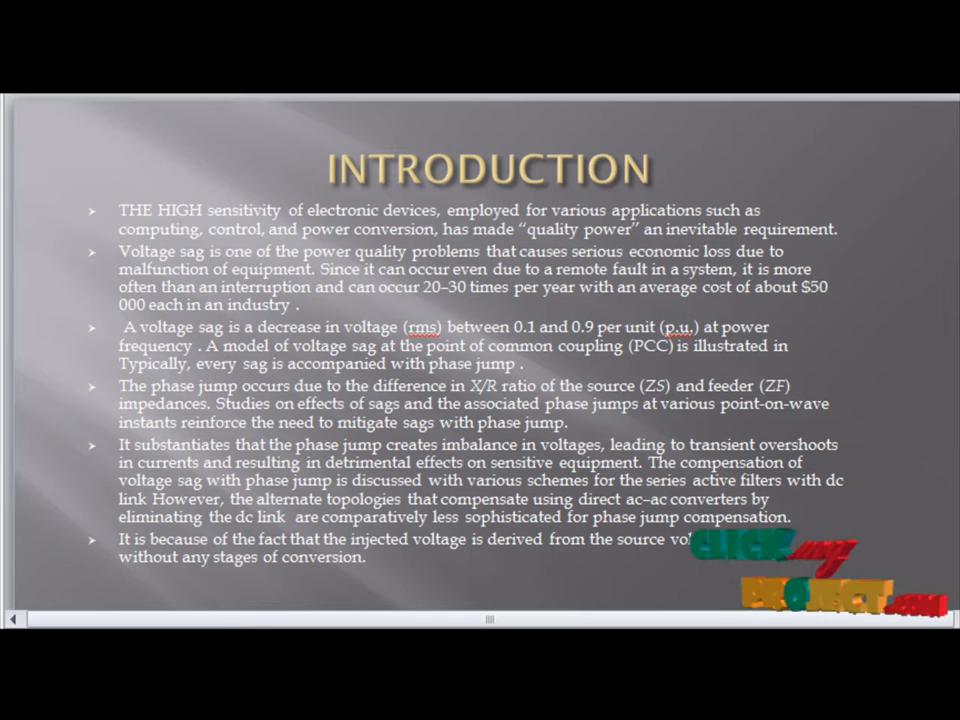 INTRODUCTION
THE HIGH sensitivity of electronic devices, employed for various applications such as
computing, control, and power conversion, has made “quality power” an inevitable requirement.
Voltage sag is one of the power quality problems that causes serious economic loss due to
malfunction of equipment. Since it can occur even due to a remote fault in a system, it is more
often than an interruption and can occur 20–30 times per year with an average cost of about $50
000 each in an industry .
A voltage sag is a decrease in voltage (rms) between 0.1 and 0.9 per unit (p.u.) at power
frequency . A model of voltage sag at the point of common coupling (PCC) is illustrated in
Typically, every sag is accompanied with phase jump .
The phase jump occurs due to the difference in X/R ratio of the source (ZS) and feeder (ZF)
impedances. Studies on effects of sags and the associated phase jumps at various point-on-wave
instants reinforce the need to mitigate sags with phase jump.
It substantiates that the phase jump creates imbalance in voltages, leading to transient overshoots
in currents and resulting in detrimental effects on sensitive equipment. The compensation of
voltage sag with phase jump is discussed with various schemes for the series active filters with dc
link However, the alternate topologies that compensate using direct ac–ac converters by
eliminating the dc link are comparatively less sophisticated for phase jump compensation.
It is because of the fact that the injected voltage is derived from the source
without any stages of conversion.
CLICK my
PROJECT.com